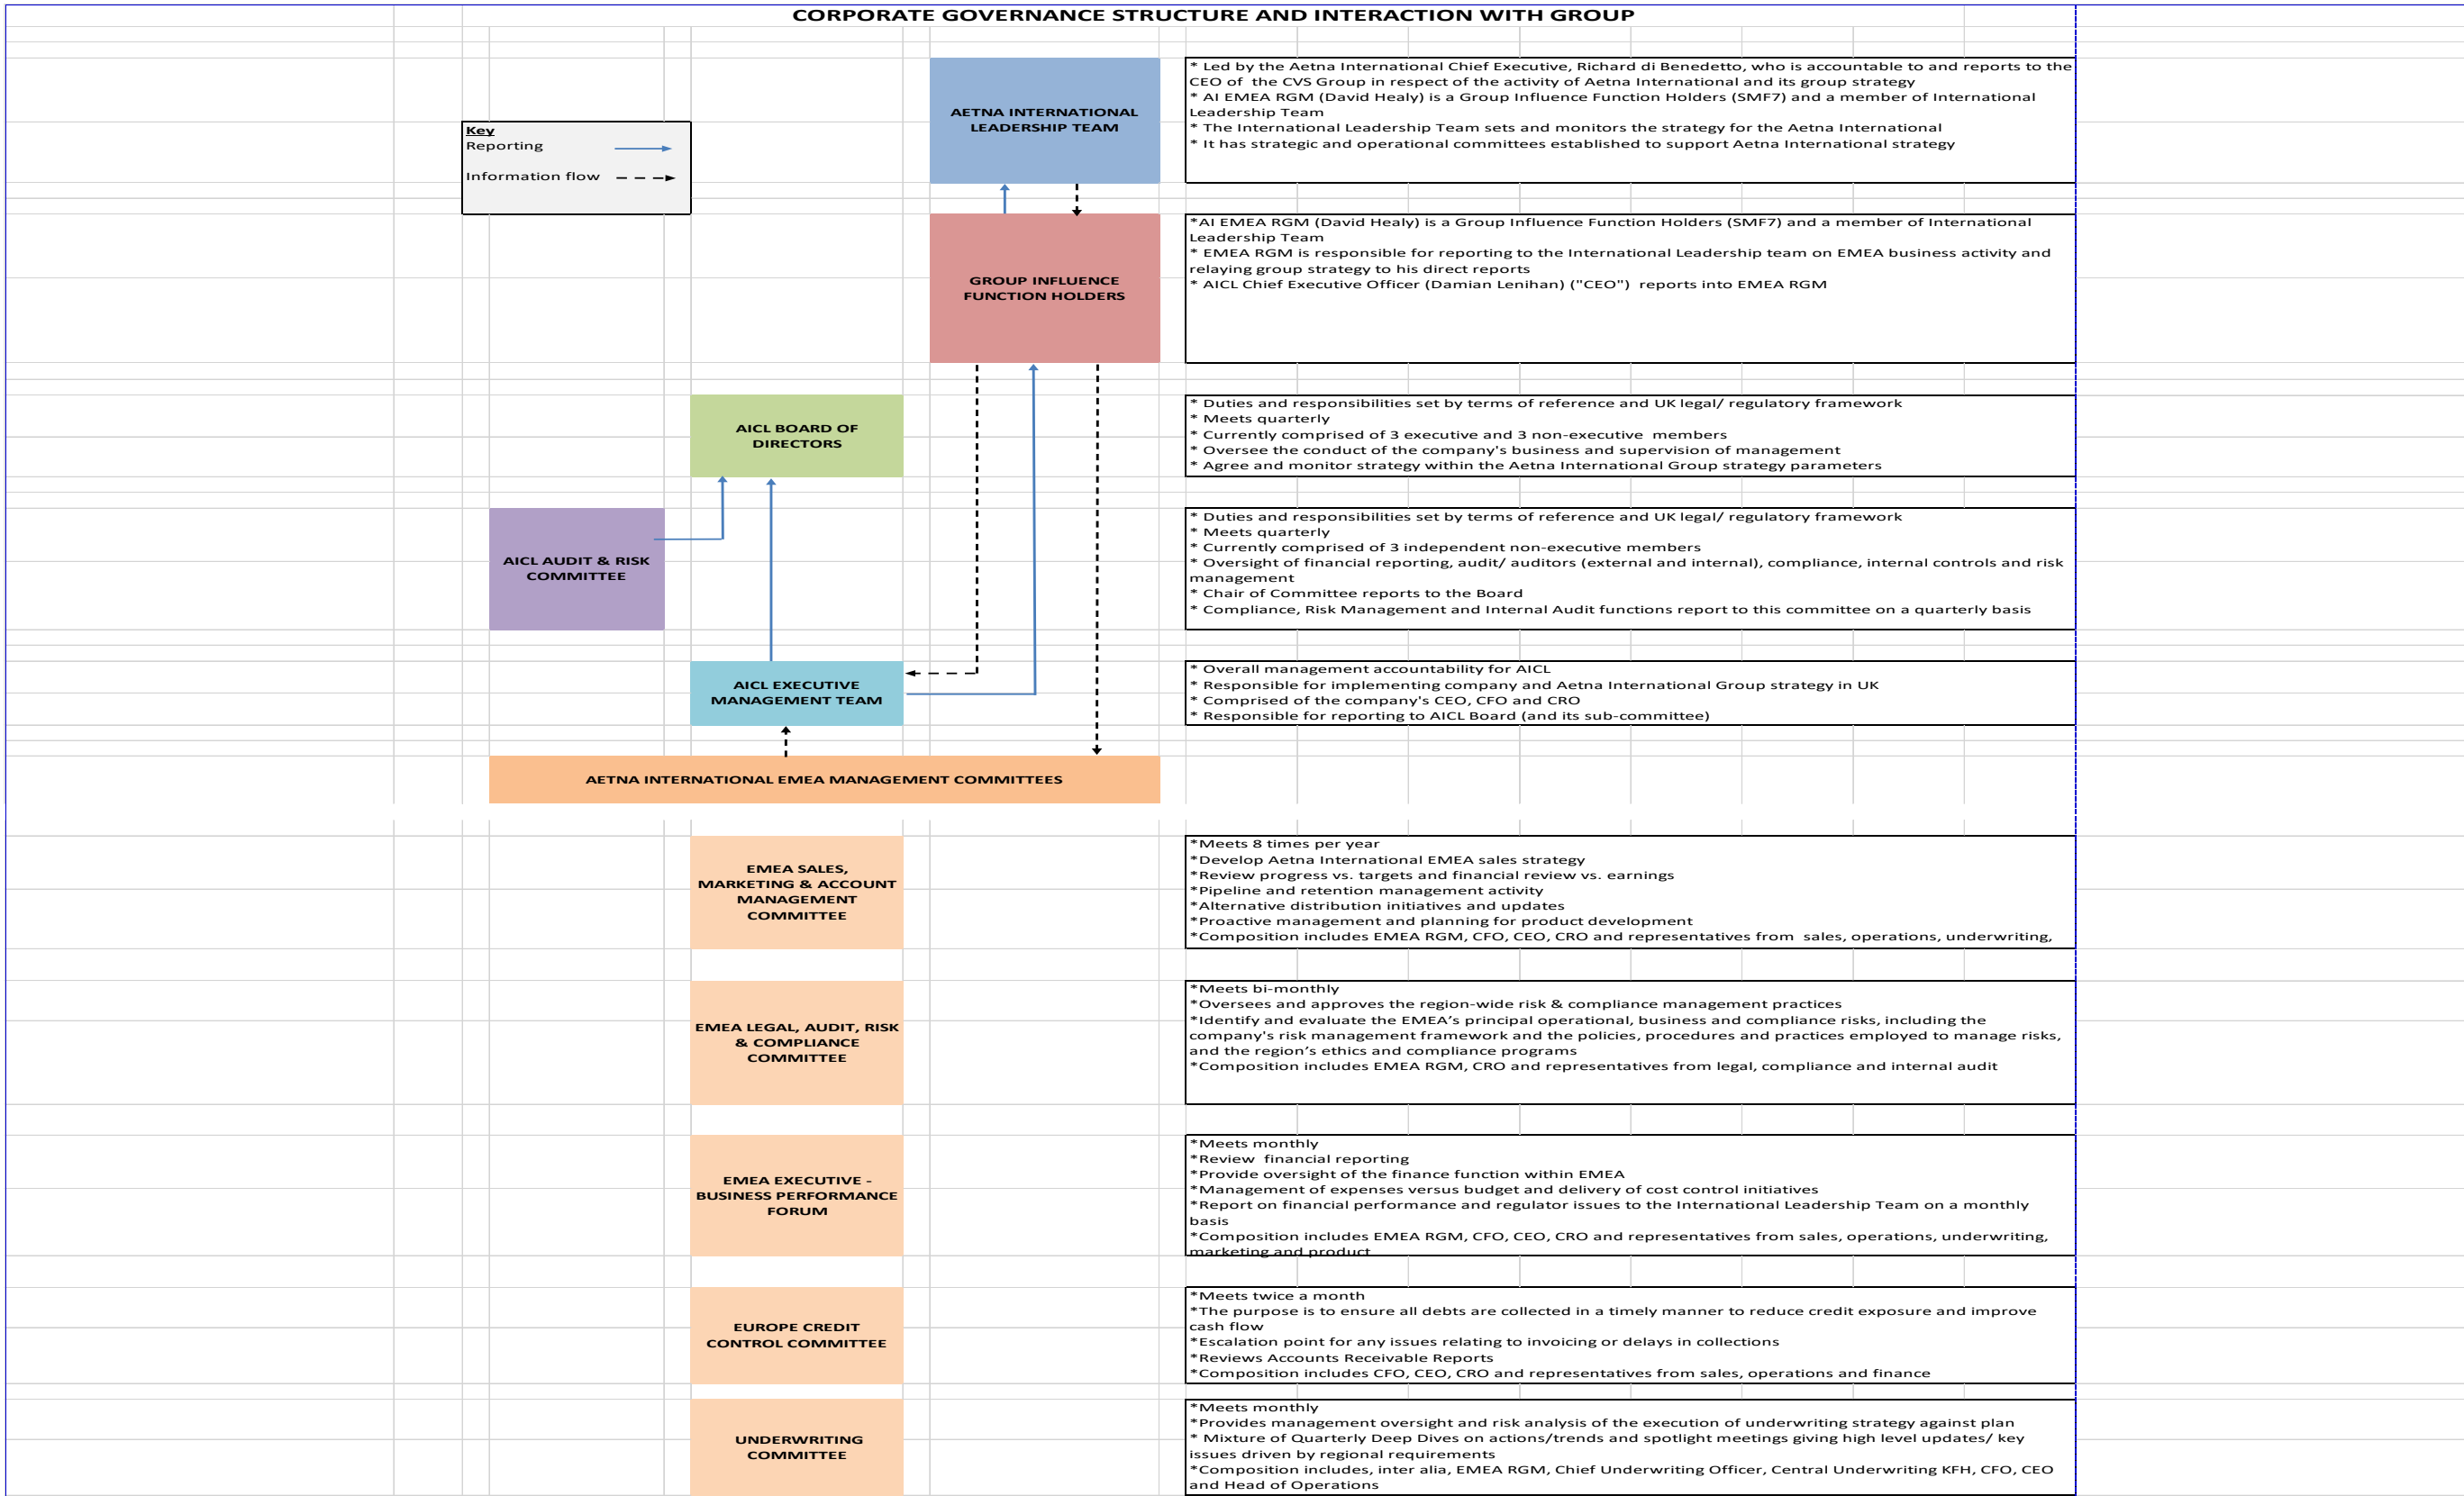 CORPORATE GOVERNANCE STRUCTURE AND INTERACTION WITH GROUP
Key
Reporting
Information flow
AETNA INTERNATIONAL
LEADERSHIP TEAM
* Led by the Aetna International Chief Executive, Richard di Benedetto, who is accountable to and reports to the
CEO of the CVS Group in respect of the activity of Aetna International and its group strategy
* AI EMEA RGM (David Healy) is a Group Influence Function Holders (SMF7) and a member of International
Leadership Team
* The International Leadership Team sets and monitors the strategy for the Aetna International
* It has strategic and operational committees established to support Aetna International strategy
GROUP INFLUENCE
FUNCTION HOLDERS
*AI EMEA RGM (David Healy) is a Group Influence Function Holders (SMF7) and a member of International
Leadership Team
* EMEA RGM is responsible for reporting to the International Leadership team on EMEA business activity and
relaying group strategy to his direct reports
* AICL Chief Executive Officer (Damian Lenihan) ("CEO") reports into EMEA RGM
AICL BOARD OF
DIRECTORS
* Duties and responsibilities set by terms of reference and UK legal/ regulatory framework
* Meets quarterly
* Currently comprised of 3 executive and 3 non-executive members
* Oversee the conduct of the company's business and supervision of management
* Agree and monitor strategy within the Aetna International Group strategy parameters
AICL AUDIT & RISK
COMMITTEE
* Duties and responsibilities set by terms of reference and UK legal/ regulatory framework
* Meets quarterly
* Currently comprised of 3 independent non-executive members
* Oversight of financial reporting, audit/ auditors (external and internal), compliance, internal controls and risk
management
* Chair of Committee reports to the Board
* Compliance, Risk Management and Internal Audit functions report to this committee on a quarterly basis
AICL EXECUTIVE
MANAGEMENT TEAM
* Overall management accountability for AICL
* Responsible for implementing company and Aetna International Group strategy in UK
* Comprised of the company's CEO, CFO and CRO
* Responsible for reporting to AICL Board (and its sub-committee)
AETNA INTERNATIONAL EMEA MANAGEMENT COMMITTEES
EMEA SALES,
MARKETING & ACCOUNT
MANAGEMENT
COMMITTEE
*Meets 8 times per year
*Develop Aetna International EMEA sales strategy
*Review progress vs. targets and financial review vs. earnings
*Pipeline and retention management activity
*Alternative distribution initiatives and updates
*Proactive management and planning for product development
*Composition includes EMEA RGM, CFO, CEO, CRO and representatives from sales, operations, underwriting,
EMEA LEGAL, AUDIT, RISK
& COMPLIANCE
COMMITTEE
*Meets bi-monthly
*Oversees and approves the region-wide risk & compliance management practices
*Identify and evaluate the EMEA’s principal operational, business and compliance risks, including the
company's risk management framework and the policies, procedures and practices employed to manage risks,
and the region’s ethics and compliance programs
*Composition includes EMEA RGM, CRO and representatives from legal, compliance and internal audit
EMEA EXECUTIVE -
BUSINESS PERFORMANCE
FORUM
*Meets monthly
*Review financial reporting
*Provide oversight of the finance function within EMEA
*Management of expenses versus budget and delivery of cost control initiatives
*Report on financial performance and regulator issues to the International Leadership Team on a monthly
basis
*Composition includes EMEA RGM, CFO, CEO, CRO and representatives from sales, operations, underwriting,
marketing and product
EUROPE CREDIT
CONTROL COMMITTEE
*Meets twice a month
*The purpose is to ensure all debts are collected in a timely manner to reduce credit exposure and improve
cash flow
*Escalation point for any issues relating to invoicing or delays in collections
*Reviews Accounts Receivable Reports
*Composition includes CFO, CEO, CRO and representatives from sales, operations and finance
UNDERWRITING
COMMITTEE
*Meets monthly
*Provides management oversight and risk analysis of the execution of underwriting strategy against plan
* Mixture of Quarterly Deep Dives on actions/trends and spotlight meetings giving high level updates/ key
issues driven by regional requirements
*Composition includes, inter alia, EMEA RGM, Chief Underwriting Officer, Central Underwriting KFH, CFO, CEO
and Head of Operations